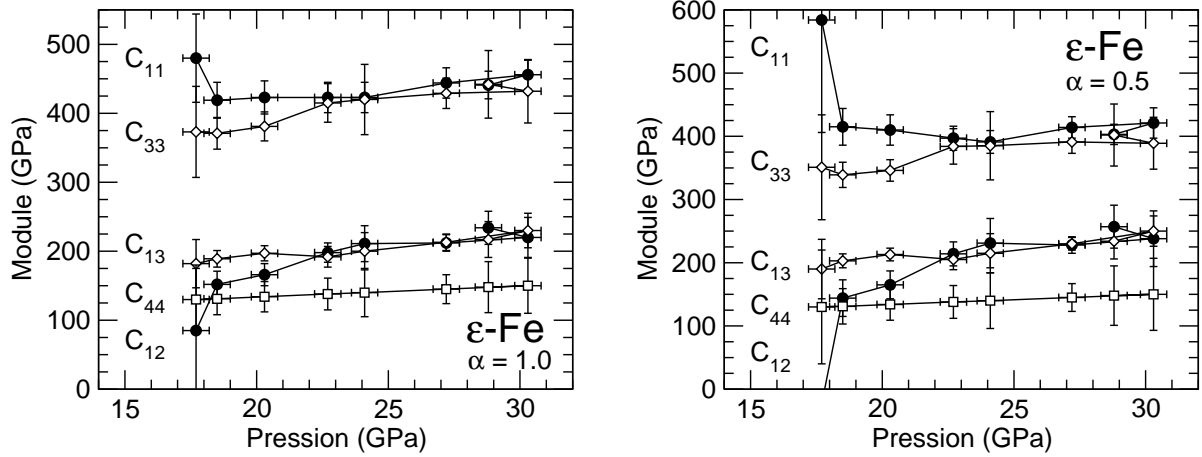 500
400
300
200
100
0
Module (GPa)
C11
C33
C13
C44
C12
ε-Fe
α = 1.0
15 20 25 30
Pression (GPa)
600
500
400
300
200
100
0
Module (GPa)
C11
C33
C13
C44
C12
ε-Fe
α = 0.5
15 20 25 30
Pression (GPa)